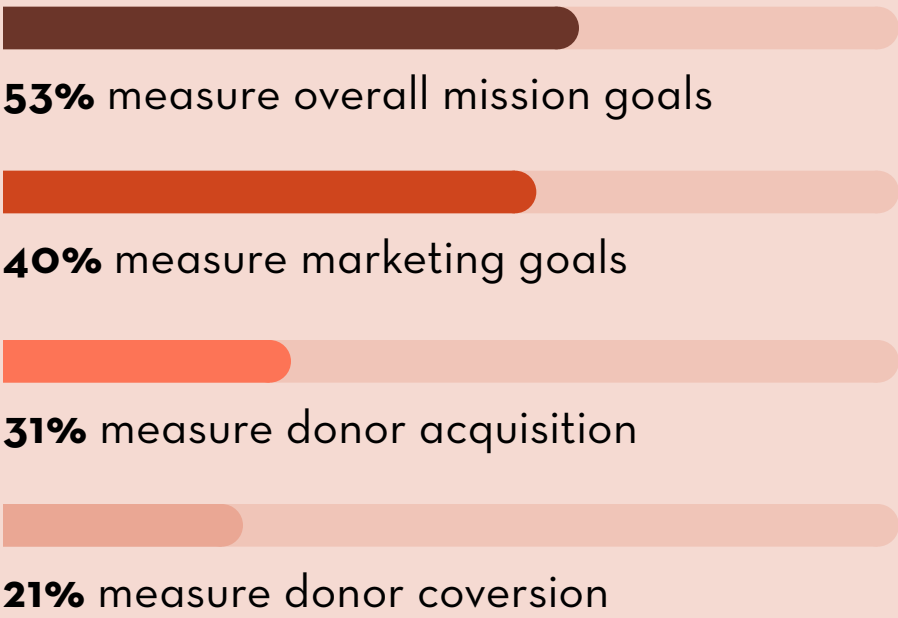 53% measure overall mission goals
40% measure marketing goals
31% measure donor acquisition
21% measure donor coversion